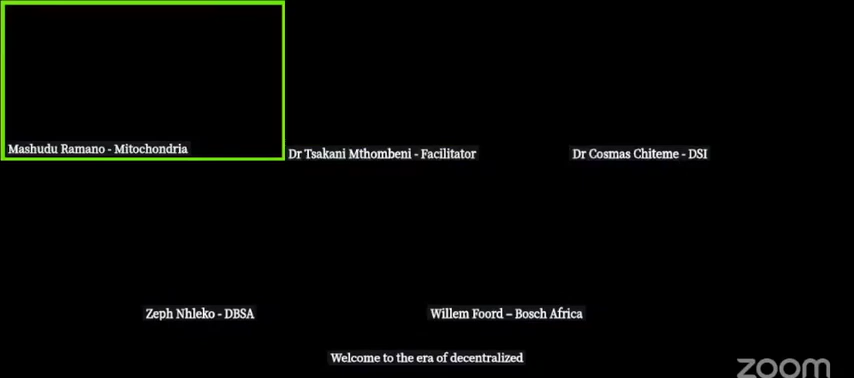 Mashudu Ramano - Mitochondria
Dr Tsakani Mthombeni - Facilitator
Dr Cosmas Chiteme - DSI
Zeph Nhleko - DBSA
Willem Foord – Bosch Africa
Welcome to the era of decentralized
zoom